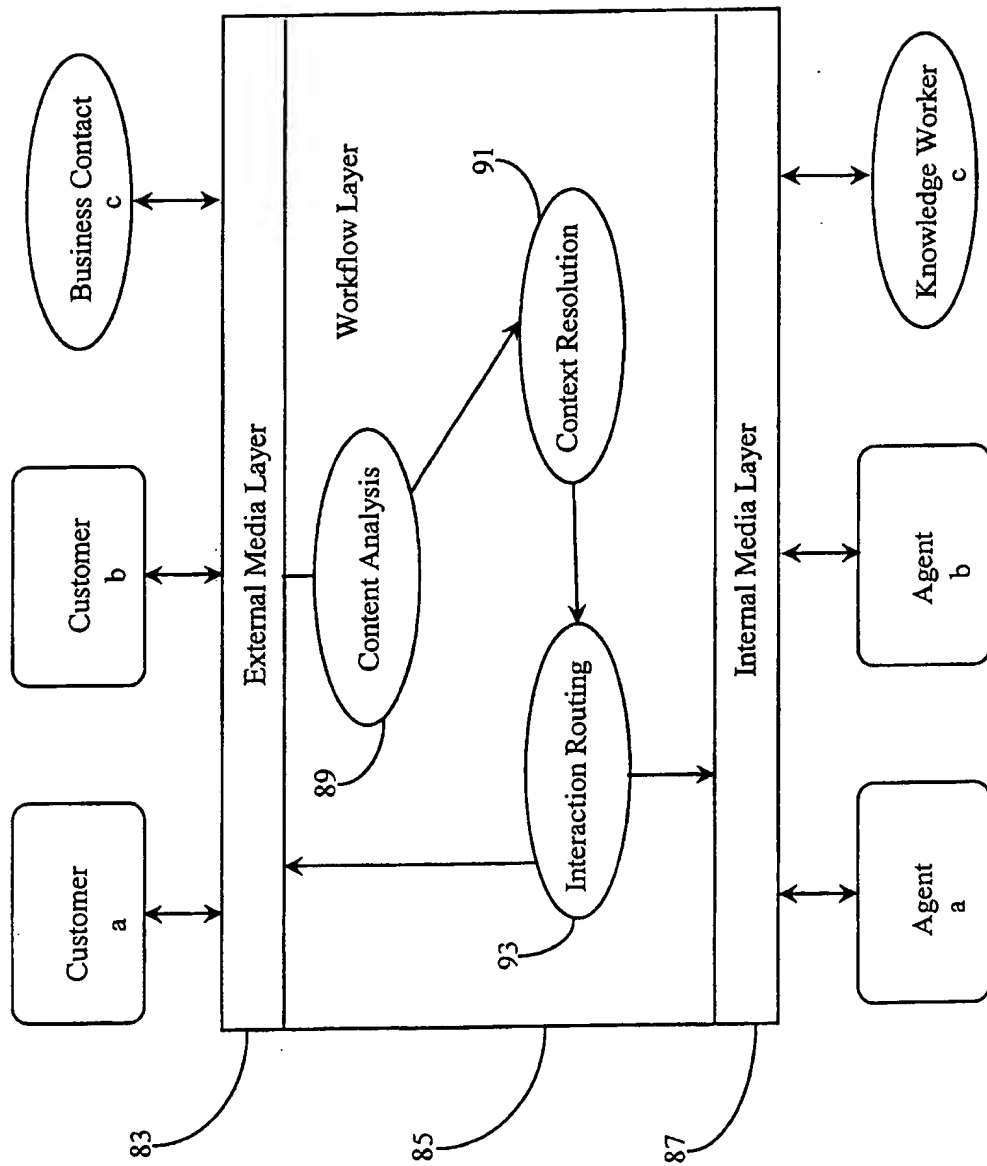 Customer
a
Customer
b
Business Contact
c
83
External Media Layer
Workflow Layer
89
Content Analysis
91
Context Resolution
85
93
Interaction Routing
87
Internal Media Layer
Agent
a
Agent
b
Knowledge Worker
c